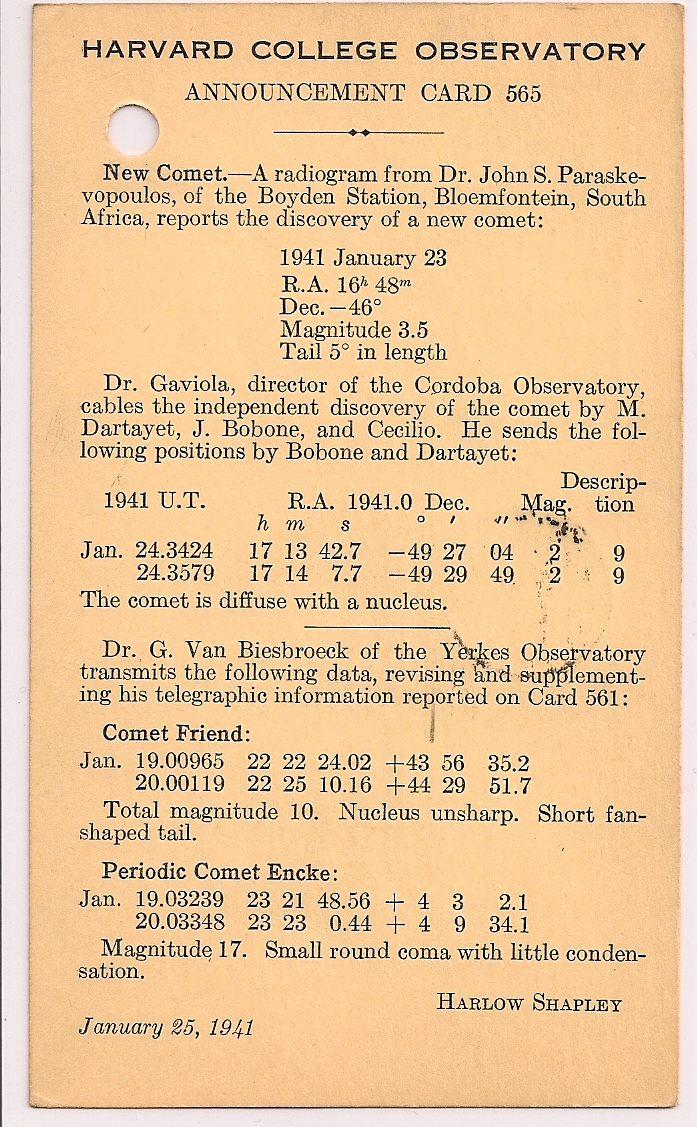 HARVARD COLLEGE OBSERVATORY
ANNOUNCEMENT CARD 565
New Comet.—A radiogram from Dr. John S. Paraske-
vopoulos, of the Boyden Station, Bloemfontein, South
Africa, reports the discovery of a new comet:
1941 January 23
R.A. 16h 48m
Dec. −46°
Magnitude 3.5
Tail 5° in length
Dr. Gaviola, director of the Cordoba Observatory,
cables the independent discovery of the comet by M.
Dartayet, J. Bobone, and Cecilio. He sends the fol-
lowing positions by Bobone and Dartayet:
Descrip-
1941 U.T. R.A. 1941.0 Dec. Mag. tion
h m s ° ′ ″
Jan. 24.3424 17 13 42.7 −49 27 04 2 9
24.3579 17 14 7.7 −49 29 49 2 9
The comet is diffuse with a nucleus.
Dr. G. Van Biesbroeck of the Yerkes Observatory
transmits the following data, revising and supplement-
ing his telegraphic information reported on Card 561:
Comet Friend:
Jan. 19.00965 22 22 24.02 +43 56 35.2
20.00119 22 25 10.16 +44 29 51.7
Total magnitude 10. Nucleus unsharp. Short fan-
shaped tail.
Periodic Comet Encke:
Jan. 19.03239 23 21 48.56 + 4 3 2.1
20.03348 23 23 0.44 + 4 9 34.1
Magnitude 17. Small round coma with little conden-
sation.
HARLOW SHAPLEY
January 25, 1941